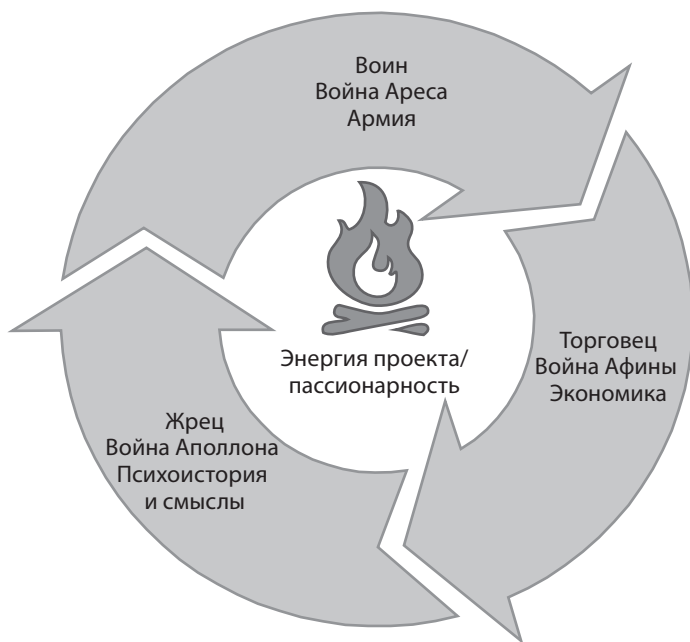 Воин
Война Ареса
Армия
Энергия проекта/
пассионарность
Торговец
Война Афины
Экономика
Жрец
Война Аполлона
Психоистория
и смыслы